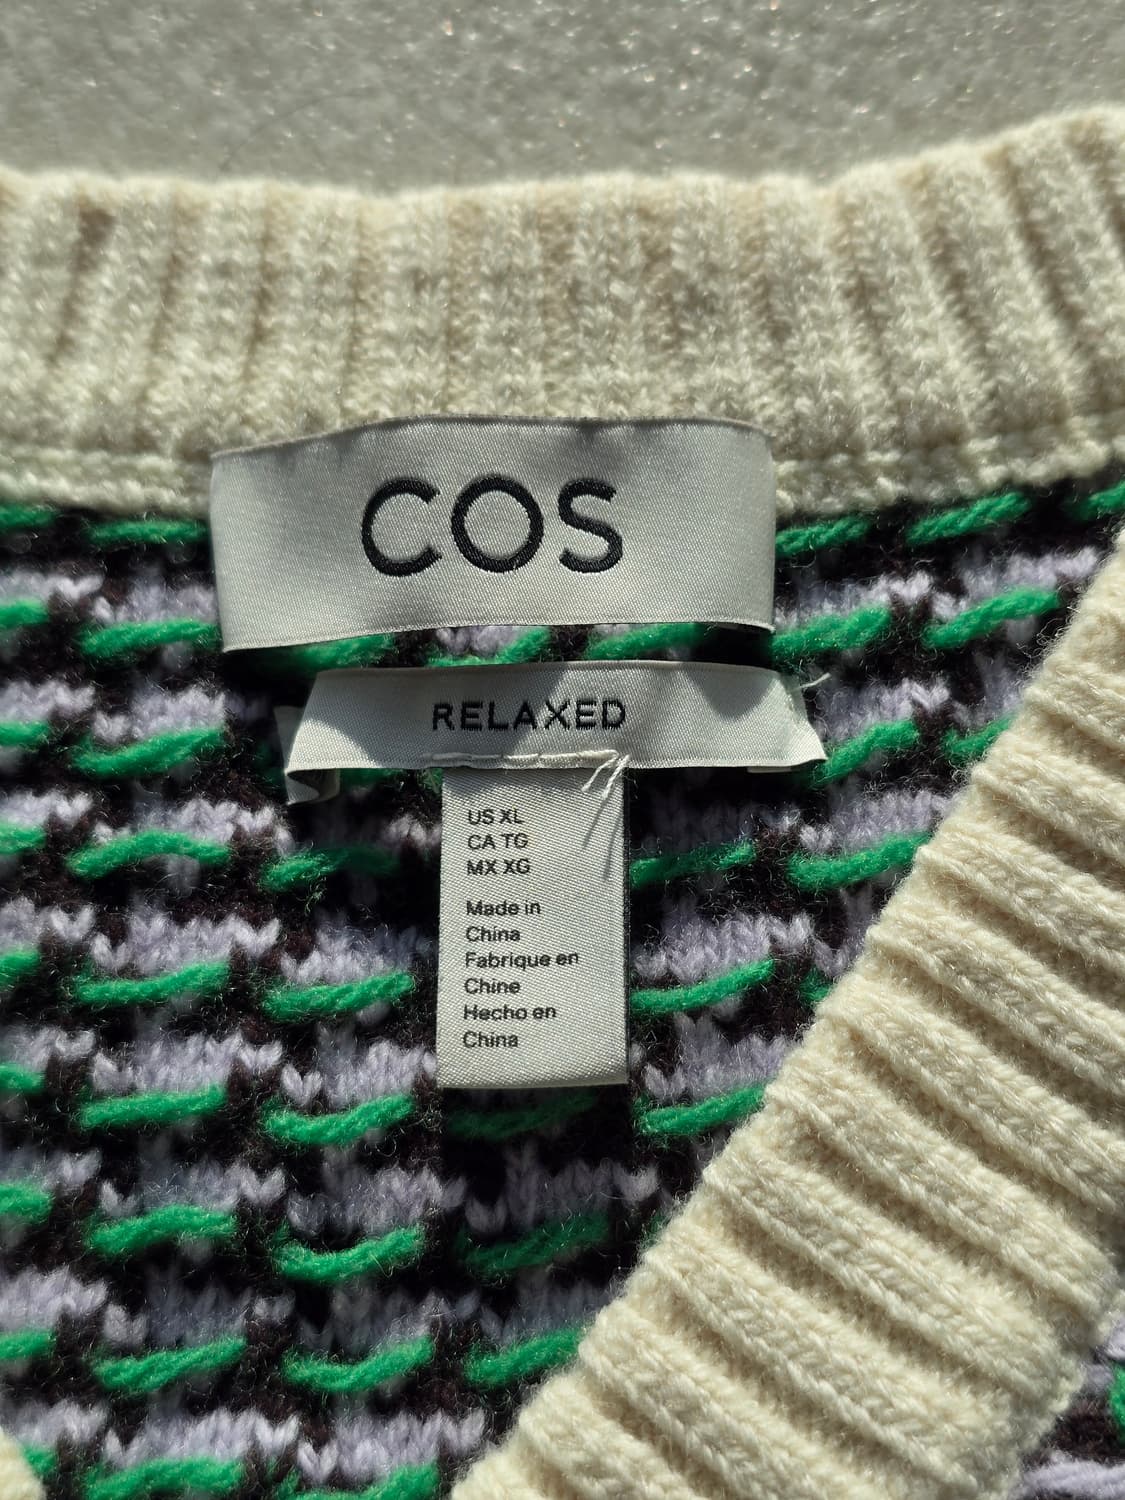 COS
RELAXED
US XL
CA TG
MX XG
Made in
China
Fabrique en
Chine
Hecho en
China